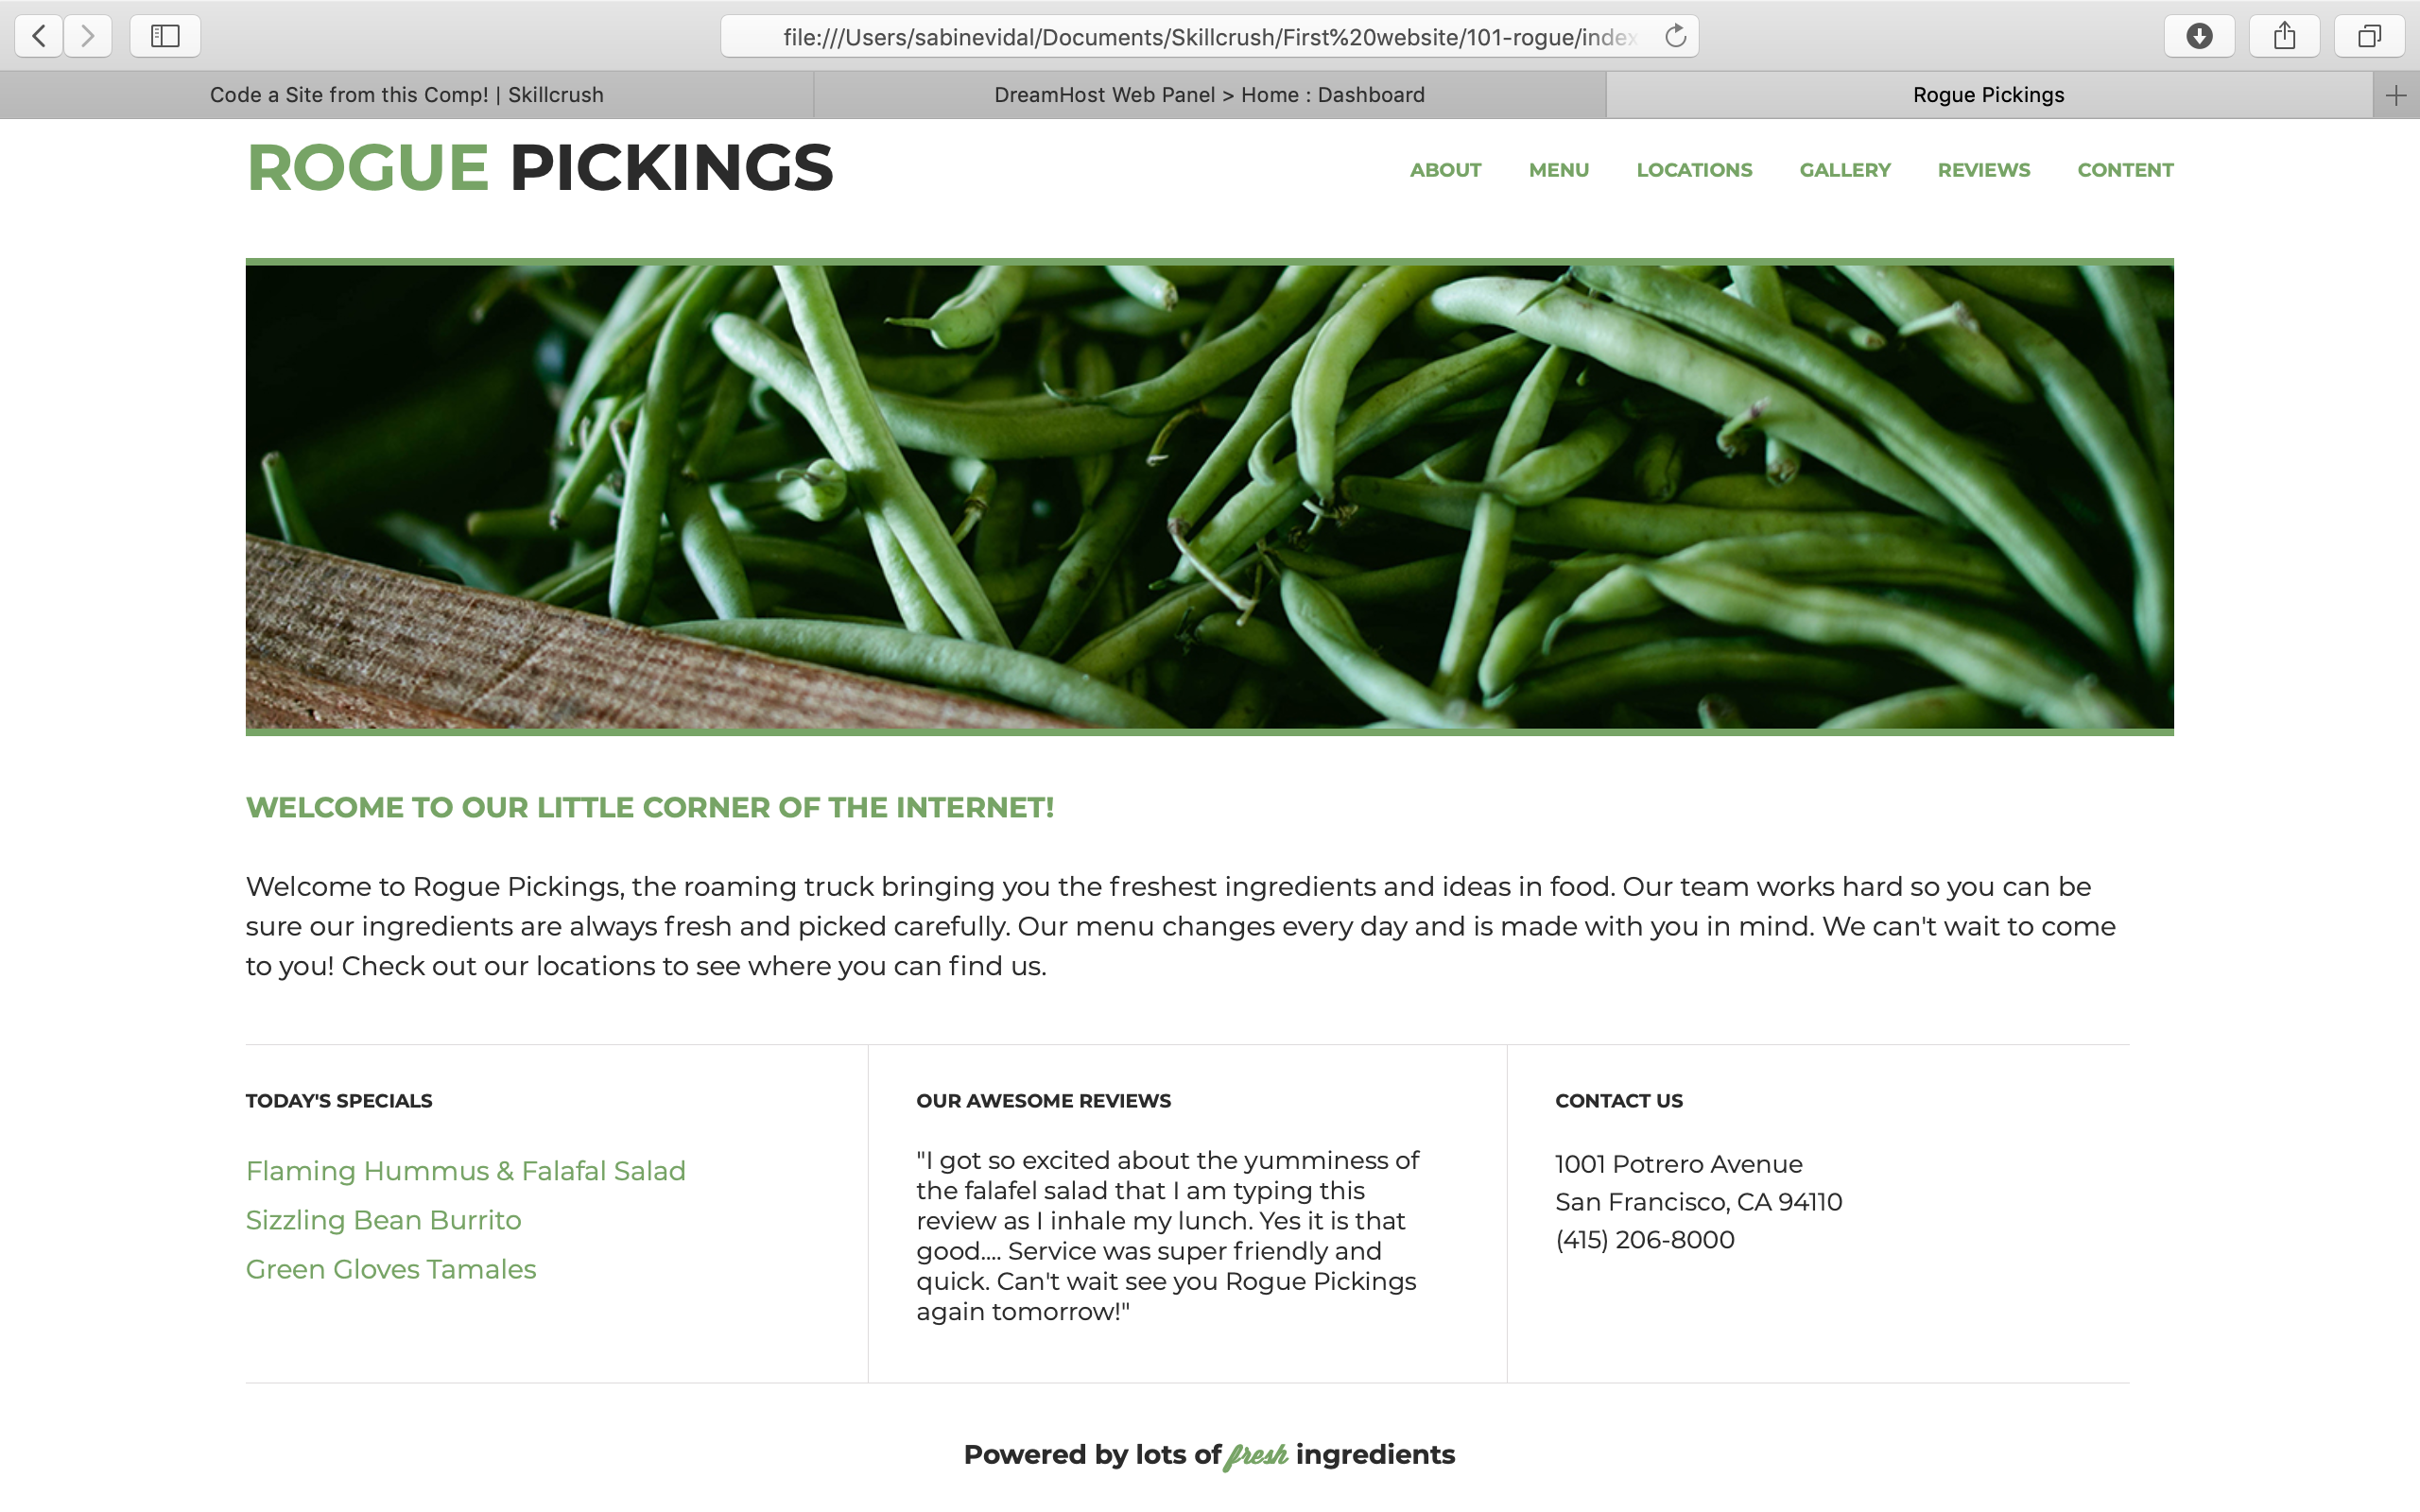 file:///Users/sabinevidal/Documents/Skillcrush/First%20website/101-rogue/index
Code a Site from this Comp! | Skillcrush
DreamHost Web Panel > Home : Dashboard
Rogue Pickings
ROGUE PICKINGS
ABOUT MENU LOCATIONS GALLERY REVIEWS CONTENT
WELCOME TO OUR LITTLE CORNER OF THE INTERNET!
Welcome to Rogue Pickings, the roaming truck bringing you the freshest ingredients and ideas in food. Our team works hard so you can be
sure our ingredients are always fresh and picked carefully. Our menu changes every day and is made with you in mind. We can't wait to come
to you! Check out our locations to see where you can find us.
TODAY'S SPECIALS
Flaming Hummus & Falafal Salad
Sizzling Bean Burrito
Green Gloves Tamales
OUR AWESOME REVIEWS
"I got so excited about the yumminess of
the falafel salad that I am typing this
review as I inhale my lunch. Yes it is that
good.... Service was super friendly and
quick. Can't wait see you Rogue Pickings
again tomorrow!"
CONTACT US
1001 Potrero Avenue
San Francisco, CA 94110
(415) 206-8000
Powered by lots of fresh ingredients